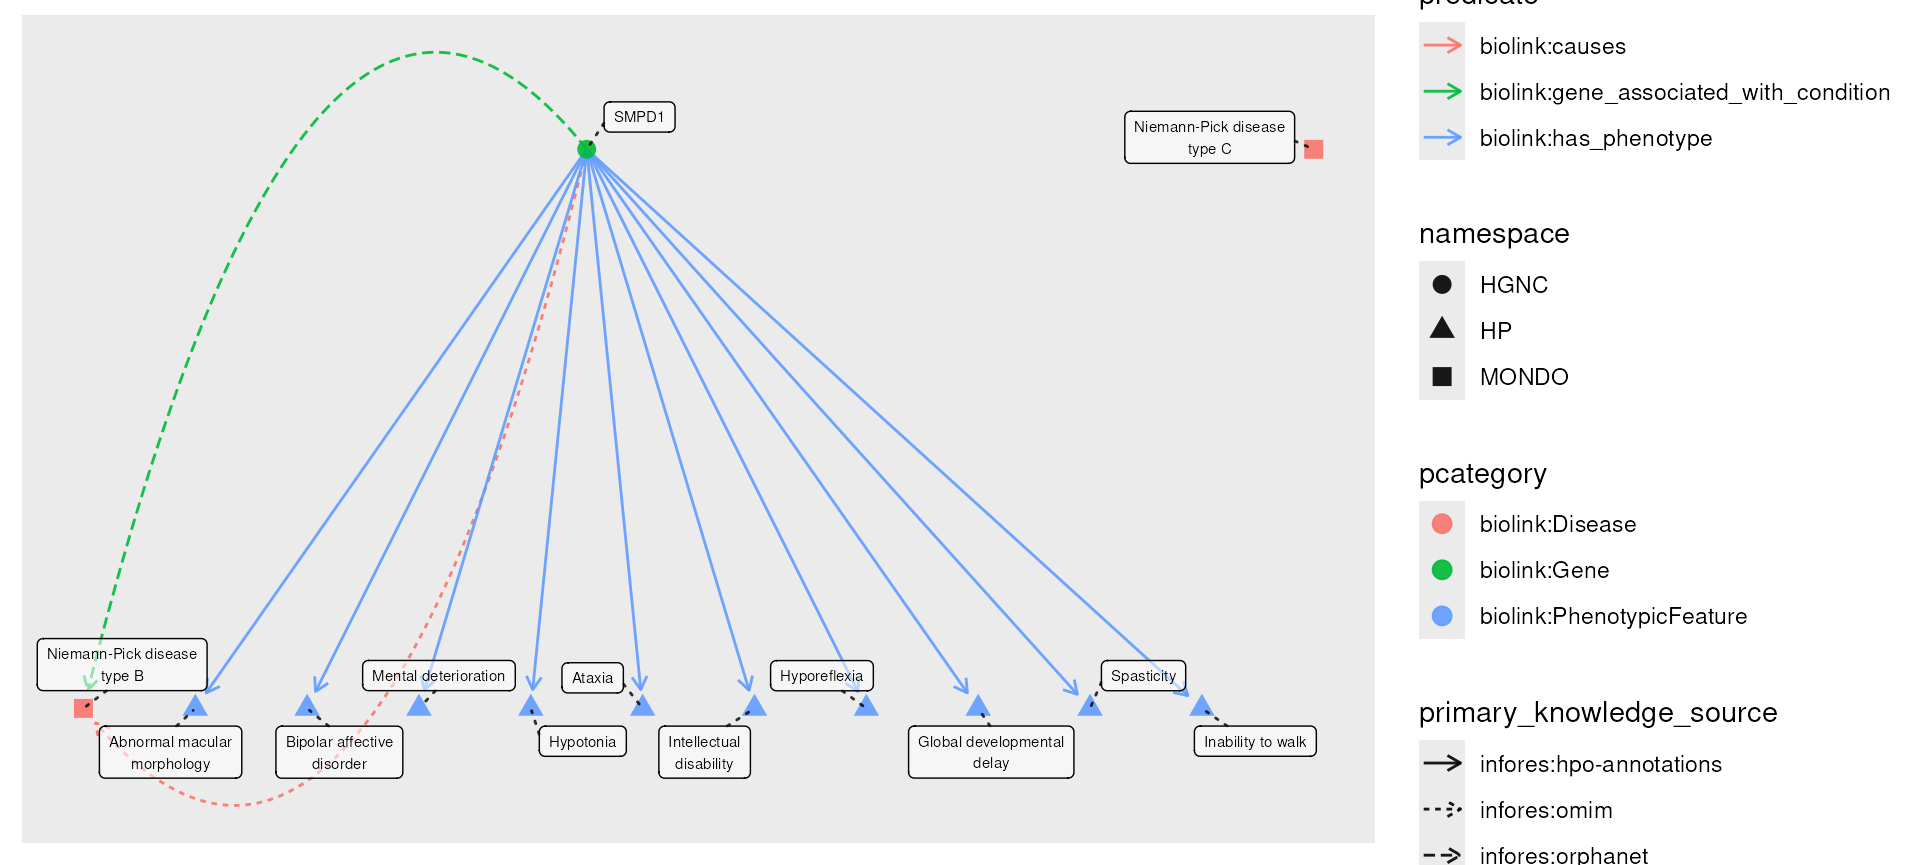 SMPD1
Niemann-Pick disease
type C
Niemann-Pick disease
type B
Mental deterioration
Ataxia
Hyporeflexia
Spasticity
Abnormal macular
morphology
Bipolar affective
disorder
Hypotonia
Intellectual
disability
Global developmental
delay
Inability to walk
predicate
biolink:causes
biolink:gene_associated_with_condition
biolink:has_phenotype
namespace
HGNC
HP
MONDO
pcategory
biolink:Disease
biolink:Gene
biolink:PhenotypicFeature
primary_knowledge_source
infores:hpo-annotations
infores:omim
infores:orphanet